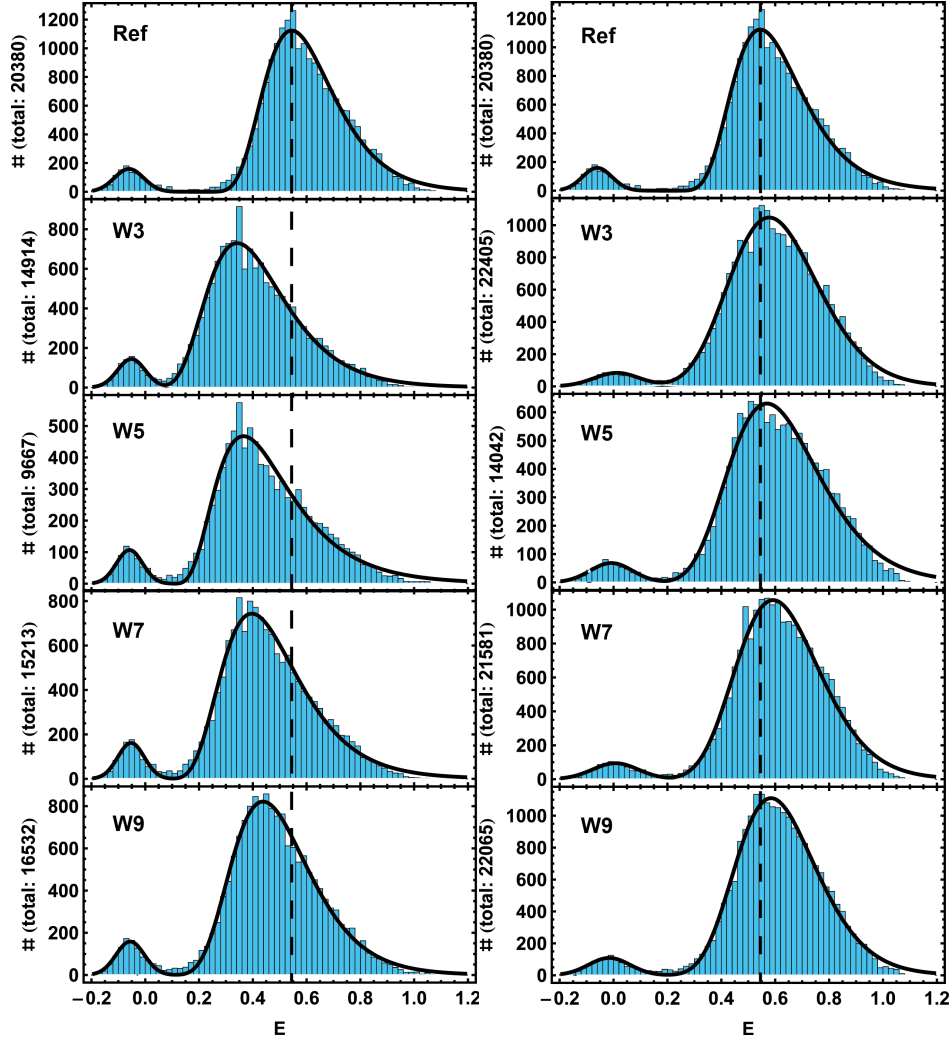 Ref
# (total: 20380)
1200
1000
800
600
400
200
0
W3
# (total: 14914)
800
600
400
200
0
W5
# (total: 9667)
500
400
300
200
100
0
W7
# (total: 15213)
800
600
400
200
0
W9
# (total: 16532)
800
600
400
200
0
−0.2 0.0 0.2 0.4 0.6 0.8 1.0 1.2
E
Ref
# (total: 20380)
1200
1000
800
600
400
200
0
W3
# (total: 22405)
1000
800
600
400
200
0
W5
# (total: 14042)
600
500
400
300
200
100
0
W7
# (total: 21581)
1000
800
600
400
200
0
W9
# (total: 22065)
1000
800
600
400
200
0
−0.2 0.0 0.2 0.4 0.6 0.8 1.0 1.2
E